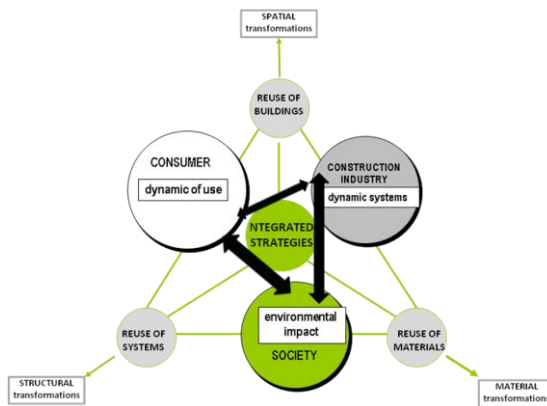 SPATIAL
transformations
REUSE OF
BUILDINGS
CONSUMER
dynamic of use
CONSTRUCTION
INDUSTRY
dynamic systems
NTEGRATED
STRATEGIES
environmental
impact
SOCIETY
REUSE OF
SYSTEMS
REUSE OF
MATERIALS
STRUCTURAL
transformations
MATERIAL
transformations